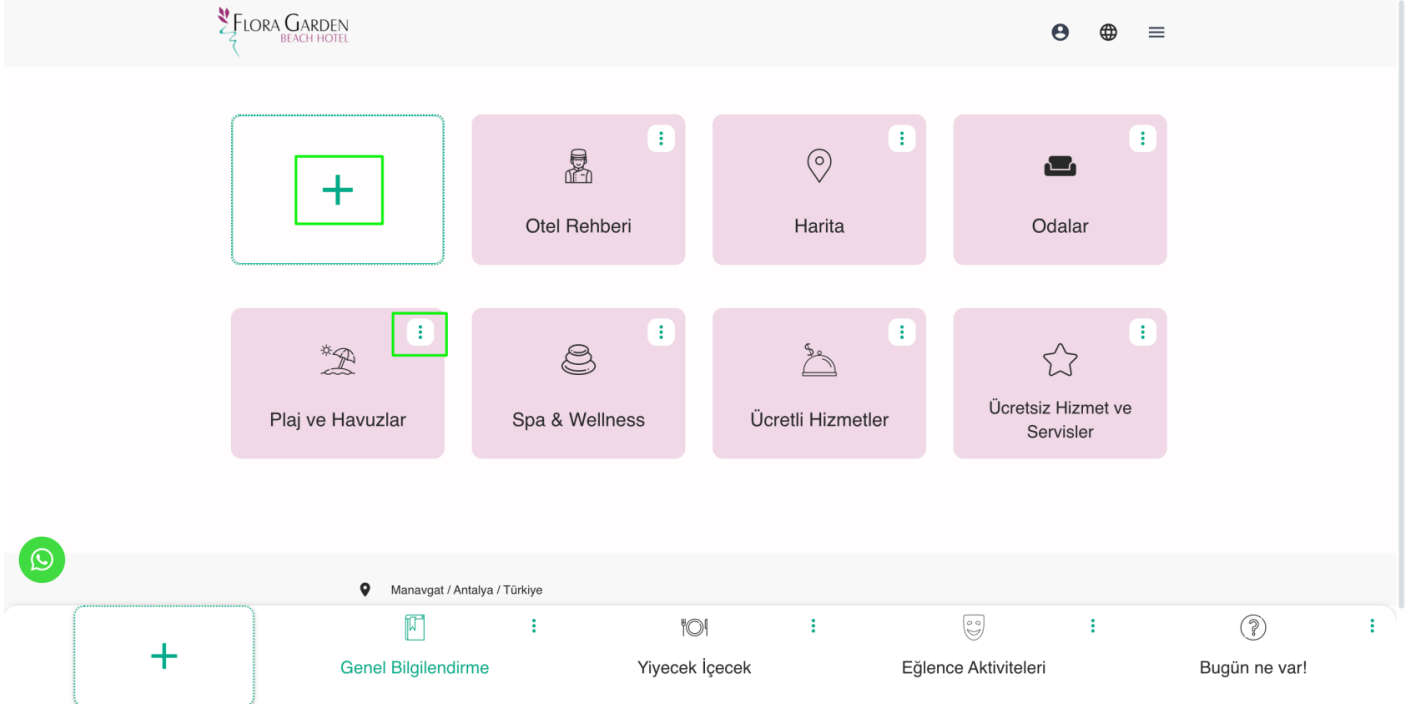 FLORA GARDEN
BEACH HOTEL
Otel Rehberi
Harita
Odalar
Plaj ve Havuzlar
Spa & Wellness
Ücretli Hizmetler
Ücretsiz Hizmet ve
Servisler
Manavgat / Antalya / Türkiye
Genel Bilgilendirme
Yiyecek İçecek
Eğlence Aktiviteleri
Bugün ne var!